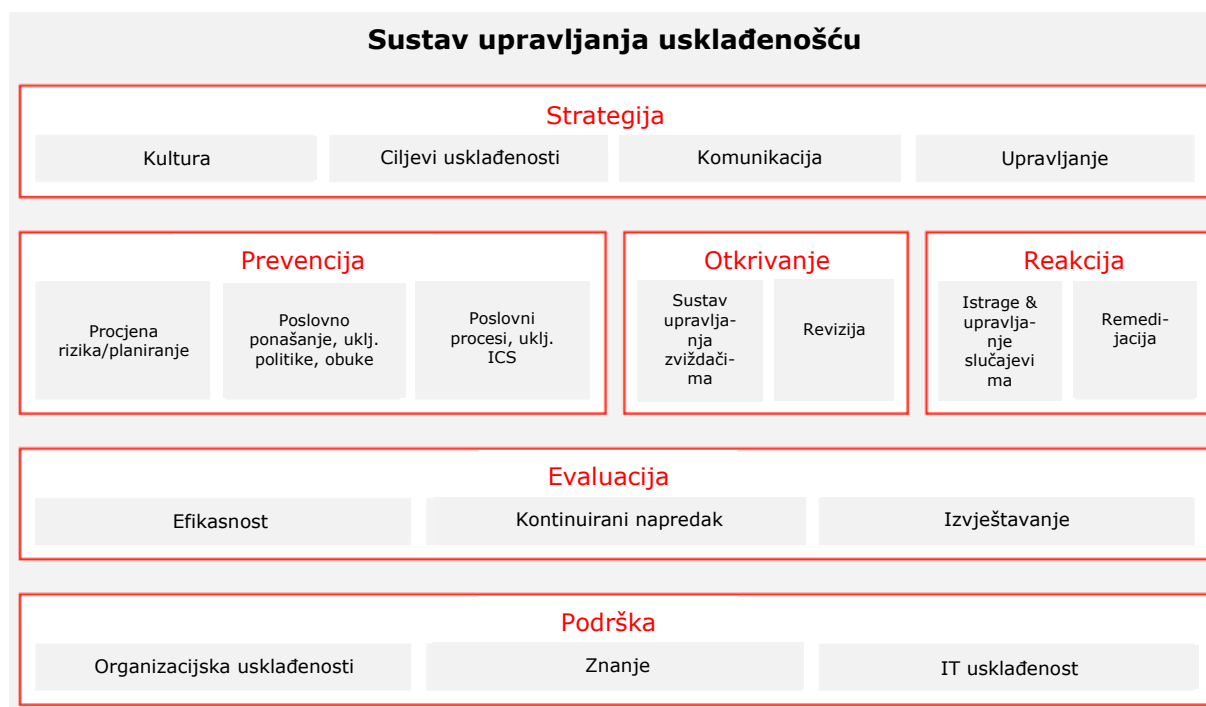 Sustav upravljanja usklađenošću
Strategija
Kultura
Ciljevi usklađenosti
Komunikacija
Upravljanje
Prevencija
Procjena
rizika/planiranje
Poslovno
ponašanje, uklj.
politike, obuke
Poslovni
procesi, uklj.
ICS
Otkrivanje
Sustav
upravlja-
nja
zviždači-
ma
Revizija
Reakcija
Istrage &
upravlja-
nje
slučajevi
ma
Remedi-
jacija
Evaluacija
Efikasnost
Kontinuirani napredak
Izvještavanje
Podrška
Organizacijska usklađenosti
Znanje
IT usklađenost